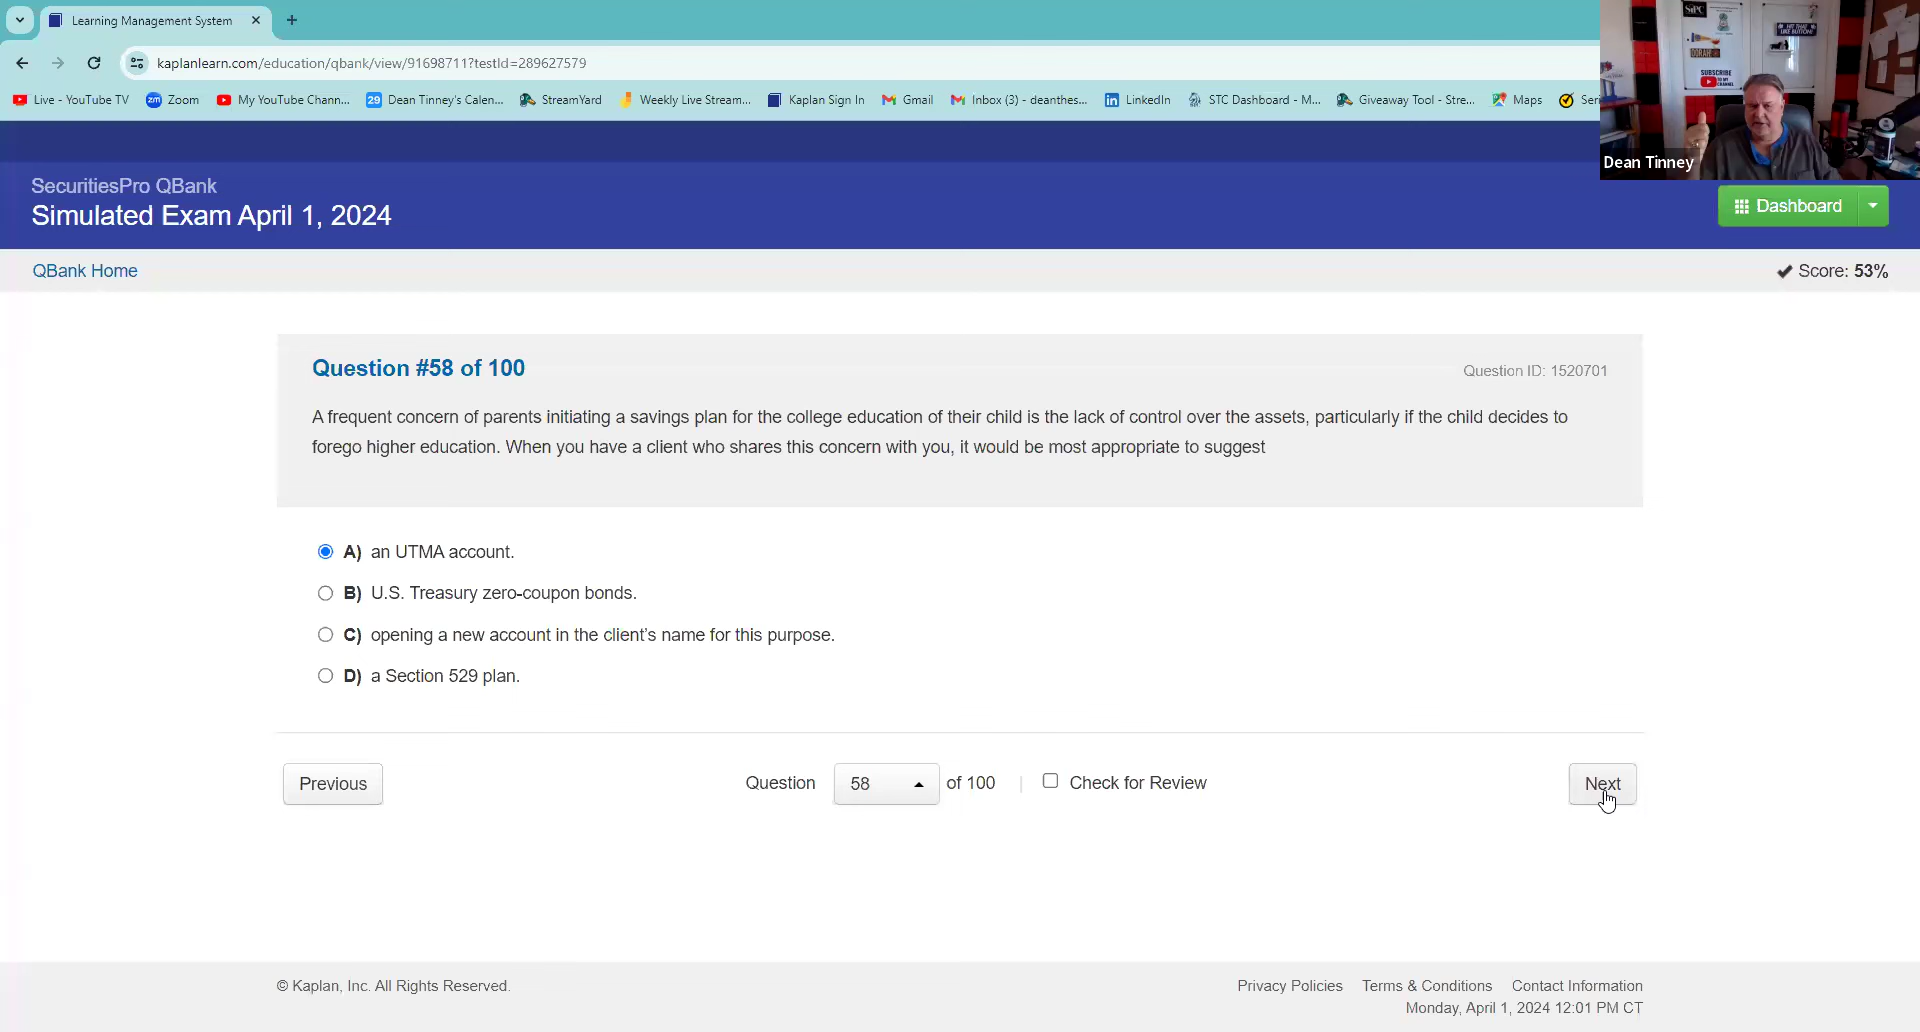 Learning Management System
kaplanlearn.com/education/qbank/view/91698711?testId=289627579
Live - YouTube TV
Zoom
My YouTube Chann...
Dean Tinney's Calen...
StreamYard
Weekly Live Stream...
Kaplan Sign In
Gmail
Inbox (3) - deanthes...
LinkedIn
STC Dashboard - M...
Giveaway Tool - Stre...
Maps
Seri
SIPC
HIT THAT
LIKE BUTTON!
SUBSCRIBE
Dean Tinney
SecuritiesPro QBank
Simulated Exam April 1, 2024
Dashboard
QBank Home
Score: 53%
Question #58 of 100
Question ID: 1520701
A frequent concern of parents initiating a savings plan for the college education of their child is the lack of control over the assets, particularly if the child decides to
forego higher education. When you have a client who shares this concern with you, it would be most appropriate to suggest
A) an UTMA account.
B) U.S. Treasury zero-coupon bonds.
C) opening a new account in the client's name for this purpose.
D) a Section 529 plan.
Previous
Question 58 of 100 | Check for Review
Next
© Kaplan, Inc. All Rights Reserved.
Privacy Policies Terms & Conditions Contact Information
Monday, April 1, 2024 12:01 PM CT